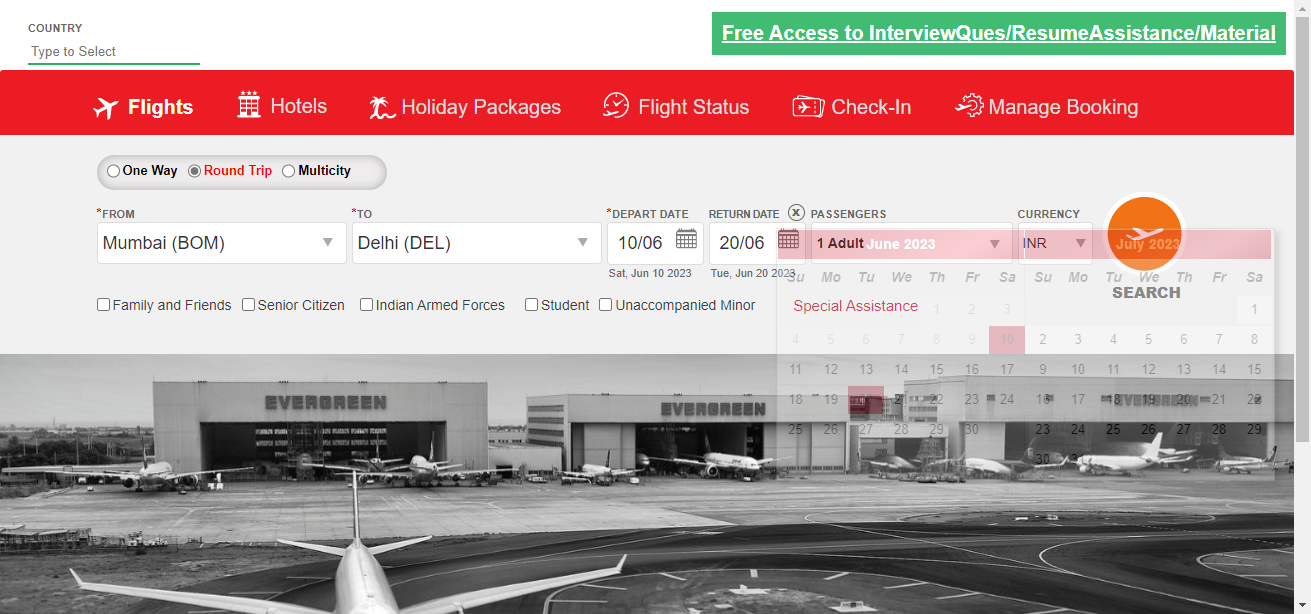 COUNTRY
Type to Select
Free Access to InterviewQues/ResumeAssistance/Material
Flights
Hotels
Holiday Packages
Flight Status
Check-In
Manage Booking
One Way Round Trip Multicity
*FROM
Mumbai (BOM)
*TO
Delhi (DEL)
*DEPART DATE
10/06
Sat, Jun 10 2023
RETURN DATE
20/06
Tue, Jun 20 2023
PASSENGERS
1 Adult
CURRENCY
INR
SEARCH
Family and Friends Senior Citizen Indian Armed Forces Student Unaccompanied Minor
Special Assistance
June 2023
Su Mo Tu We Th Fr Sa
1 2 3
4 5 6 7 8 9 10
11 12 13 14 15 16 17
18 19 21 22 23 24
25 26 27 28 29 30
July 2023
Su Mo Tu We Th Fr Sa
1
2 3 4 5 6 7 8
9 10 11 12 13 14 15
16 17 18 19 20 21 22
23 24 25 26 27 28 29
30 31
EVERGREEN
EVERGREEN
EVERGREEN